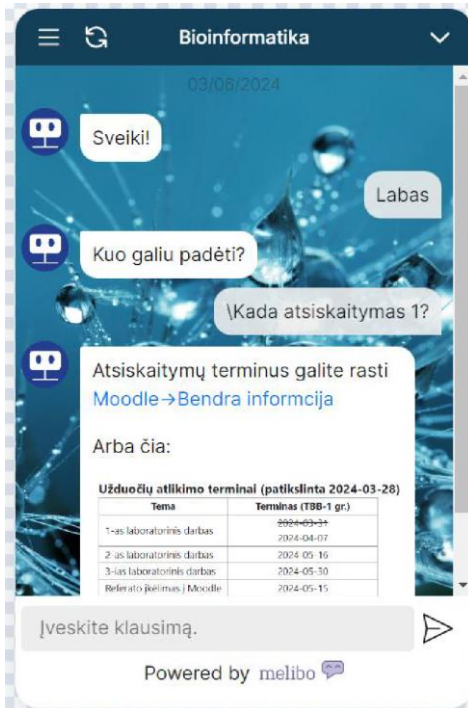 Bioinformatika
03/06/2024
Sveiki!
Labas
Kuo galiu padėti?
\Kada atsiskaitymas 1?
Atsiskaitymų terminus galite rasti
Moodle→Bendra informcija
Arba čia:
Užduočių atlikimo terminai (patikslinta 2024-03-28)
Tema Terminas (TBB-1 gr.)
2024-03-31
1-as laboratorinis darbas
2024-04-07
2-as laboratorinis darbas 2024-05-16
3-ias laboratorinis darbas 2024-05-30
Referato įkėlimas į Moodle 2024-05-15
Įveskite klausimą.
Powered by melibo